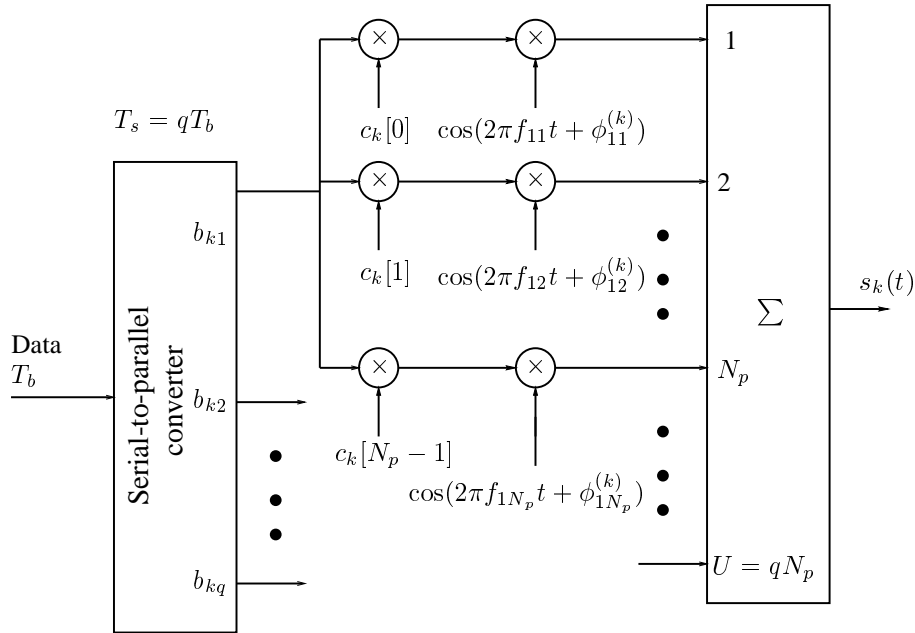 × × 1
T_s = qT_b
c_k[0] cos(2πf_{11}t + ϕ_{11}^{(k)})
× × 2
b_{k1}
c_k[1] cos(2πf_{12}t + ϕ_{12}^{(k)})
s_k(t)
∑
Data
T_b
Serial-to-parallel
converter
× × N_p
b_{k2}
c_k[N_p − 1]
cos(2πf_{1N_p}t + ϕ_{1N_p}^{(k)})
b_{kq}
U = qN_p